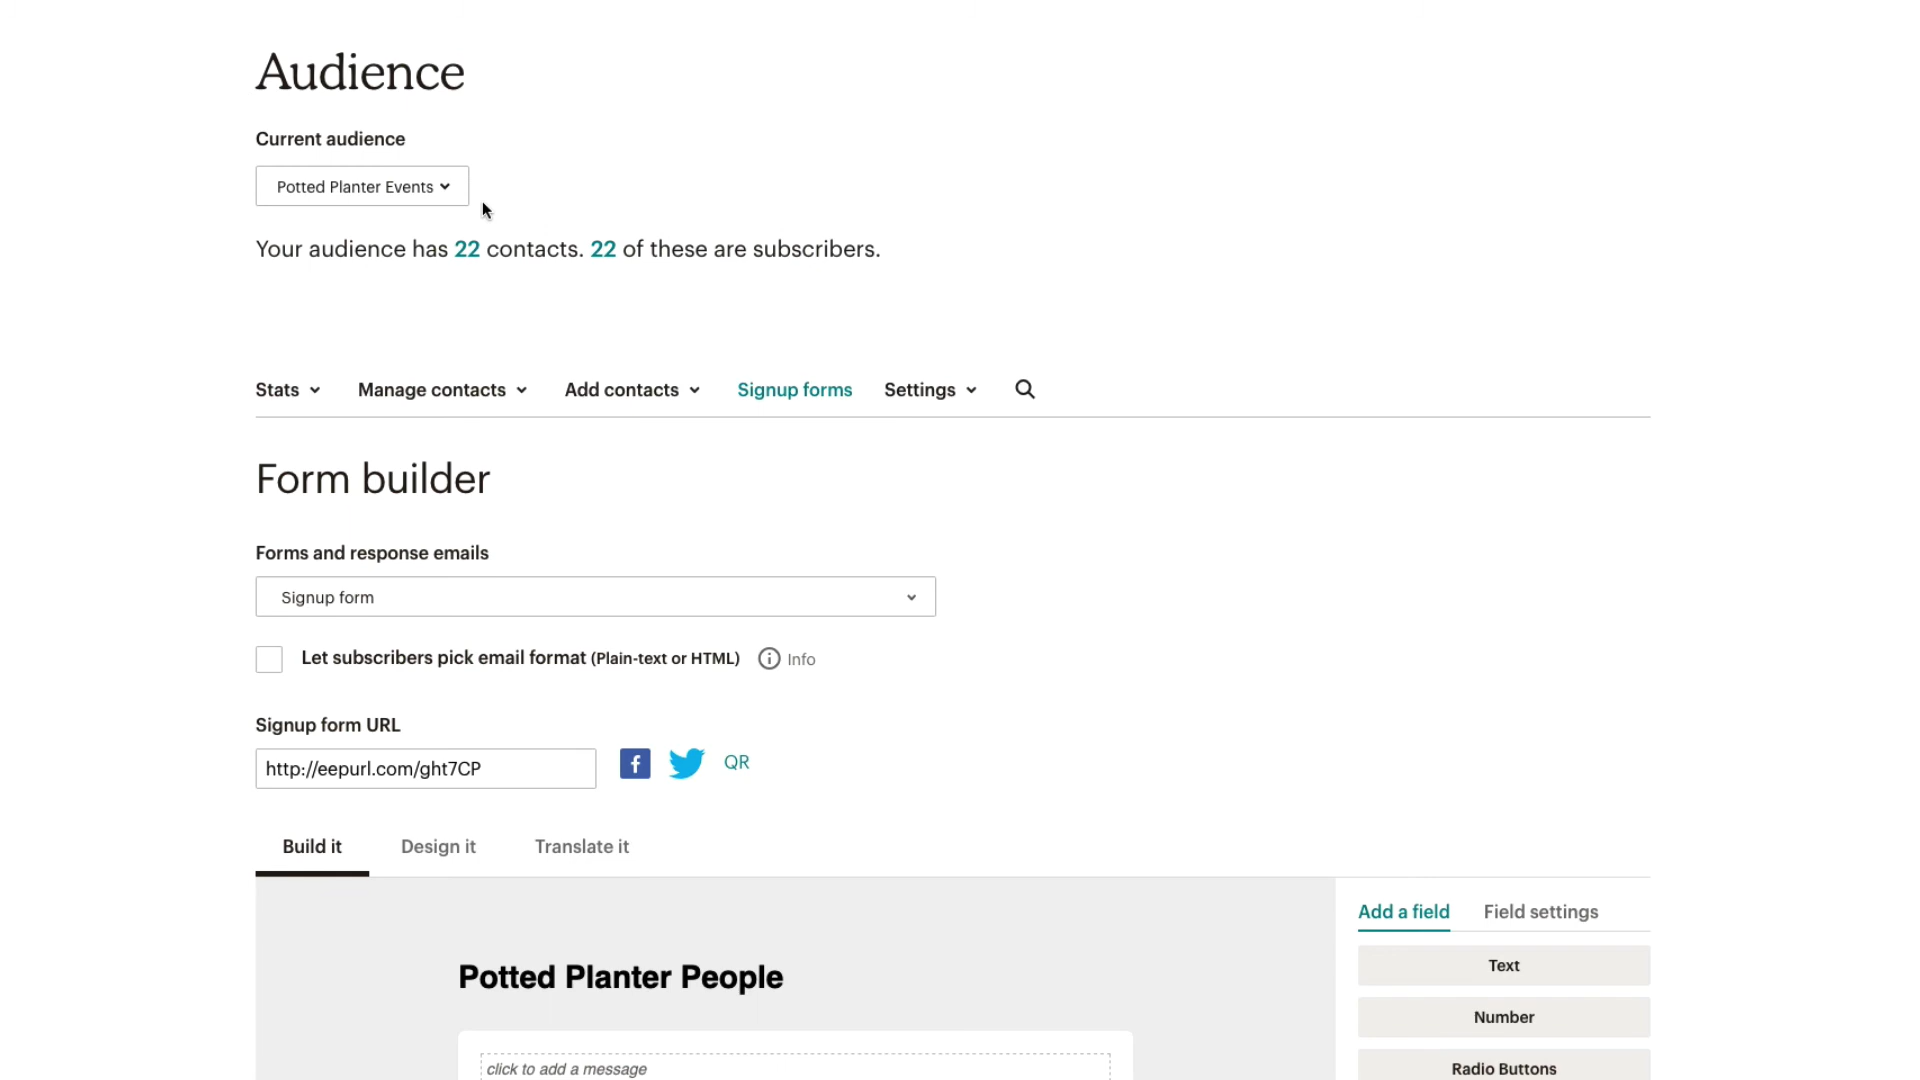 Audience
Current audience
Potted Planter Events
Your audience has 22 contacts. 22 of these are subscribers.
Stats Manage contacts Add contacts Signup forms Settings
Form builder
Forms and response emails
Signup form
Let subscribers pick email format (Plain-text or HTML) Info
Signup form URL
http://eepurl.com/ght7CP QR
Build it Design it Translate it
Add a field Field settings
Text
Potted Planter People
Number
click to add a message
Radio Buttons